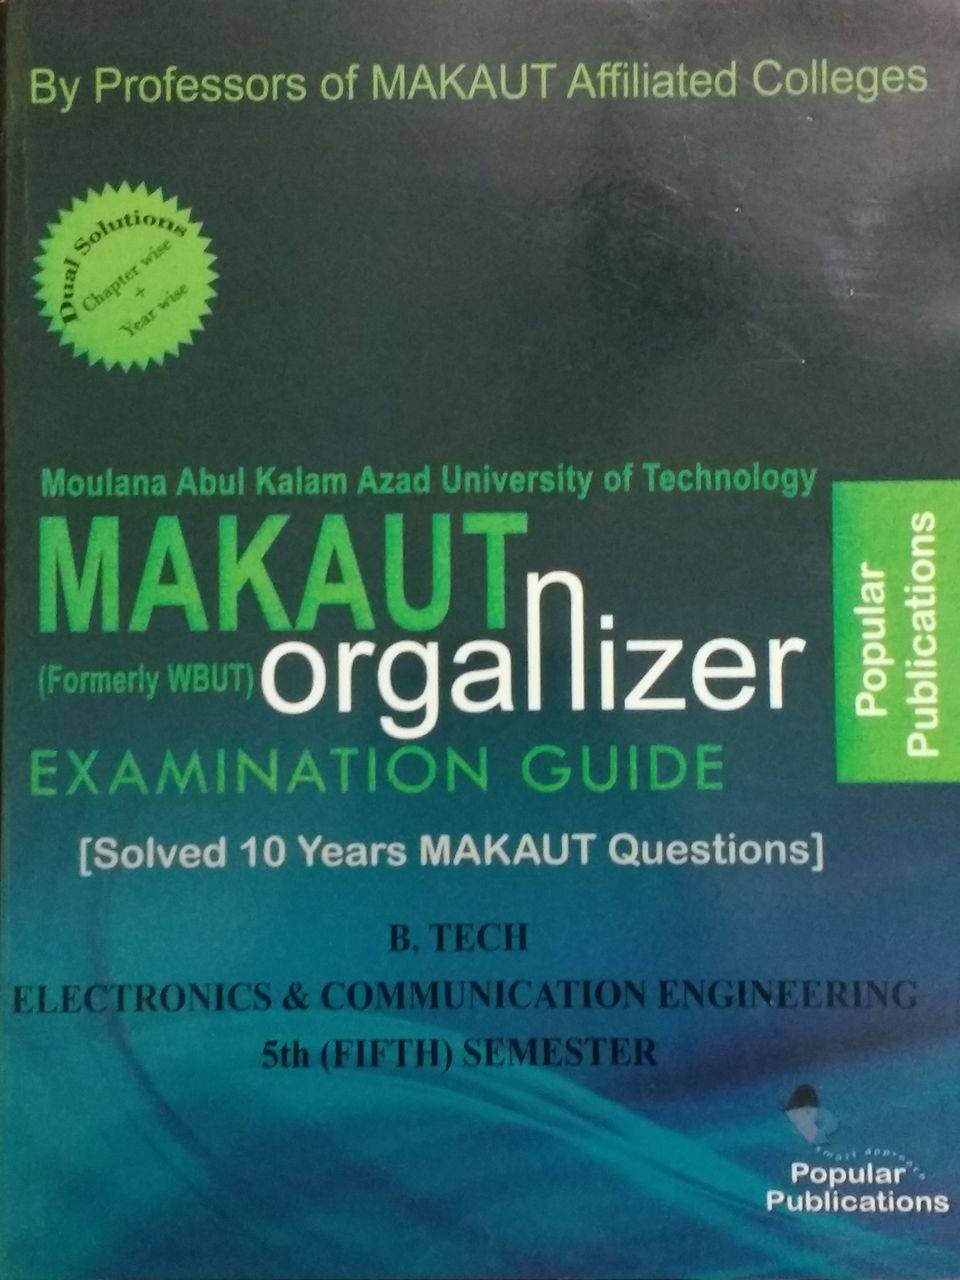 By Professors of MAKAUT Affiliated Colleges
Dual Solutions
Chapter wise
+
Year wise
Moulana Abul Kalam Azad University of Technology
MAKAUT
(Formerly WBUT) organizer
Popular
Publications
EXAMINATION GUIDE
[Solved 10 Years MAKAUT Questions]
B. TECH
ELECTRONICS & COMMUNICATION ENGINEERING
5th (FIFTH) SEMESTER
smart approach
Popular
Publications